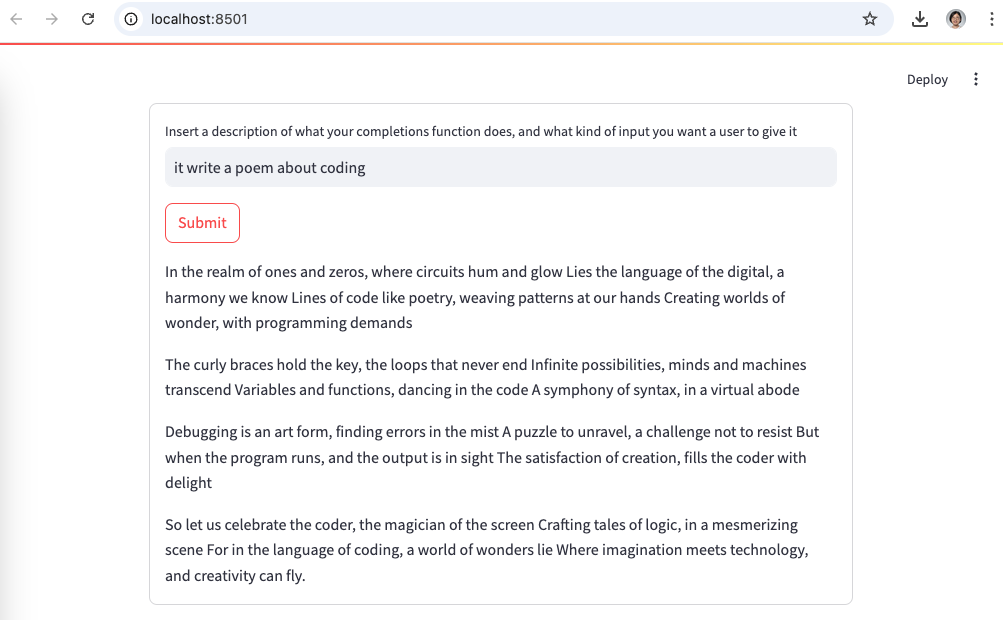 localhost:8501
Deploy
Insert a description of what your completions function does, and what kind of input you want a user to give it
it write a poem about coding
Submit
In the realm of ones and zeros, where circuits hum and glow Lies the language of the digital, a
harmony we know Lines of code like poetry, weaving patterns at our hands Creating worlds of
wonder, with programming demands
The curly braces hold the key, the loops that never end Infinite possibilities, minds and machines
transcend Variables and functions, dancing in the code A symphony of syntax, in a virtual abode
Debugging is an art form, finding errors in the mist A puzzle to unravel, a challenge not to resist But
when the program runs, and the output is in sight The satisfaction of creation, fills the coder with
delight
So let us celebrate the coder, the magician of the screen Crafting tales of logic, in a mesmerizing
scene For in the language of coding, a world of wonders lie Where imagination meets technology,
and creativity can fly.